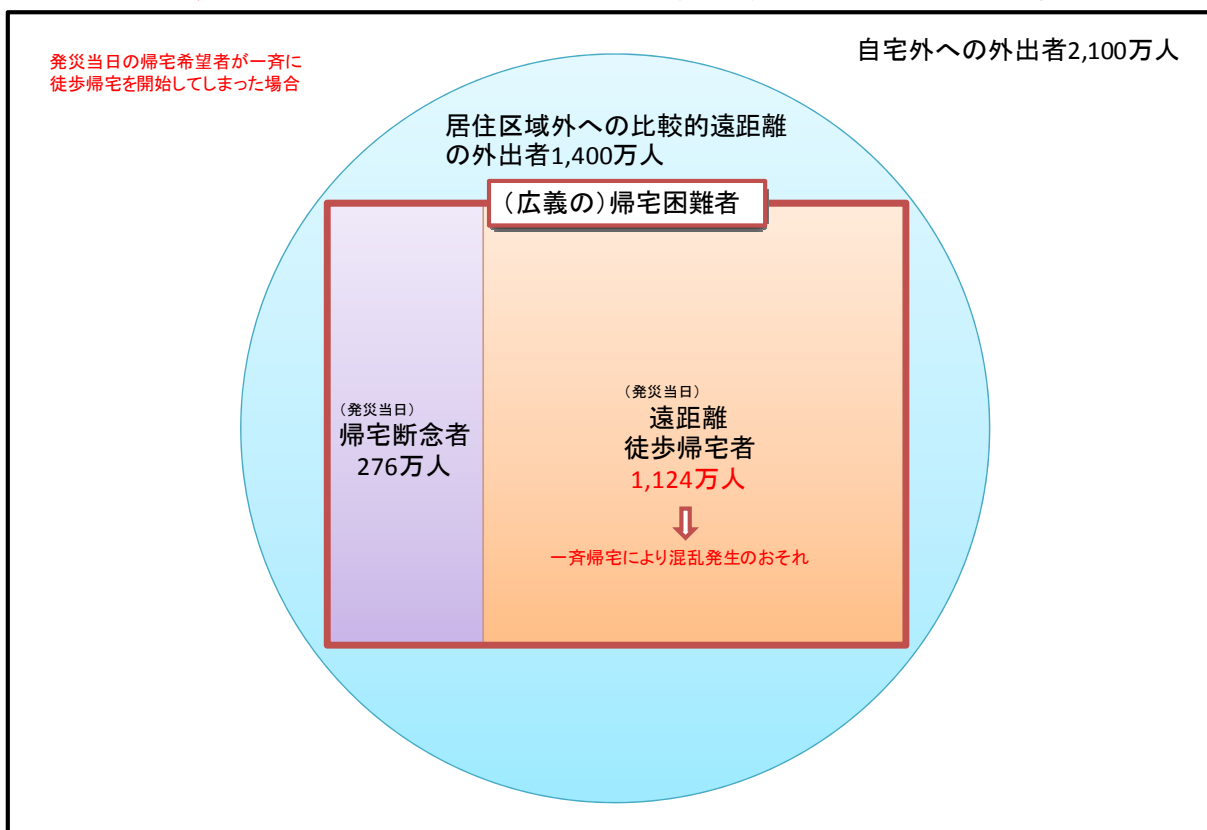 発災当日の帰宅希望者が一斉に
徒歩帰宅を開始してしまった場合
自宅外への外出者2,100万人
居住区域外への比較的遠距離
の外出者1,400万人
（広義の）帰宅困難者
（発災当日）
帰宅断念者
276万人
（発災当日）
遠距離
徒歩帰宅者
1,124万人
一斉帰宅により混乱発生のおそれ